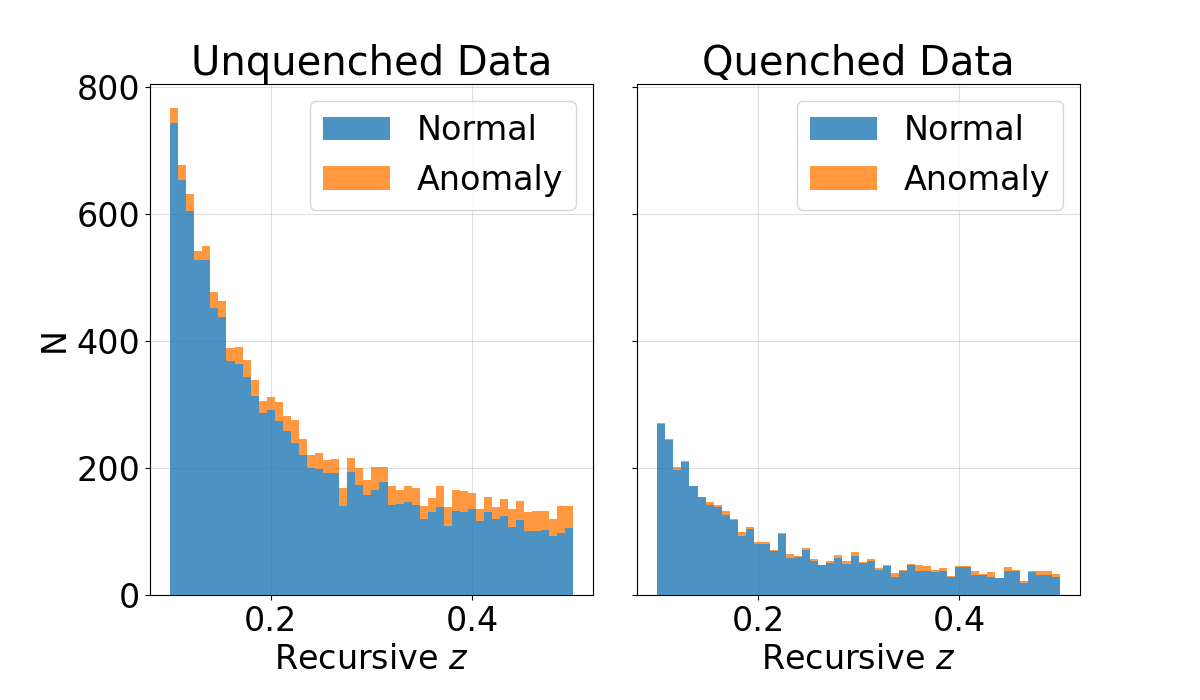 Unquenched Data
Quenched Data
800
600
400
200
0
N
Normal
Anomaly
Normal
Anomaly
0.2
0.4
0.2
0.4
Recursive z
Recursive z